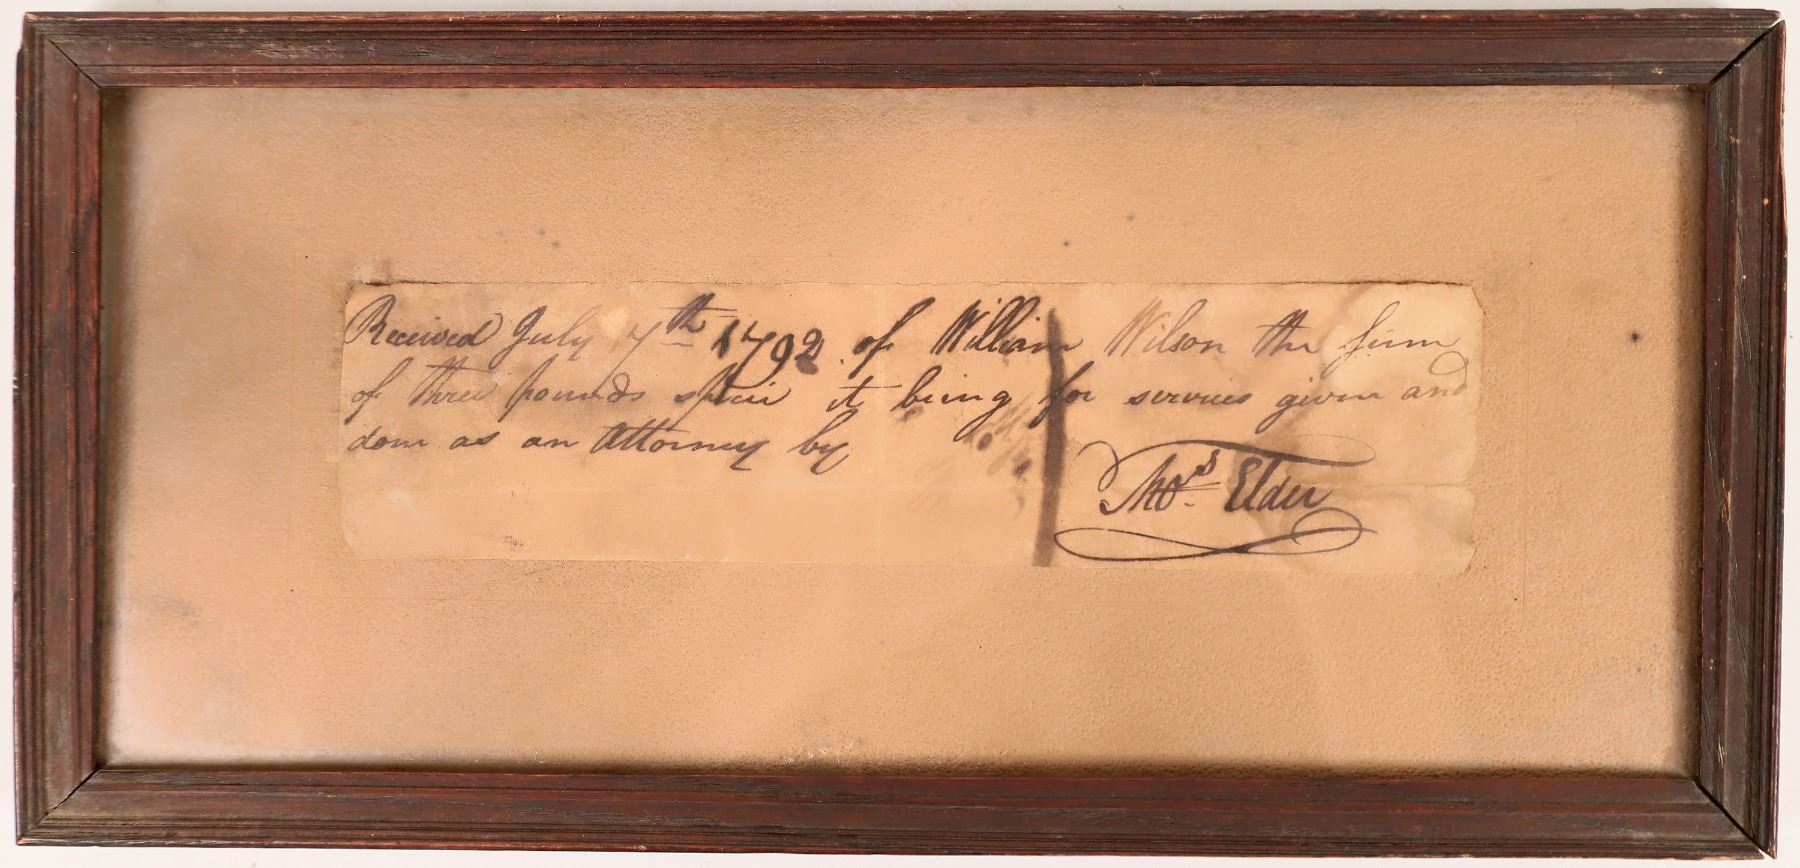 Received July 7th 1792 of William Wilson the sum
of three pounds specie it being for services given and
done as an Attorney by
Thos. Elder